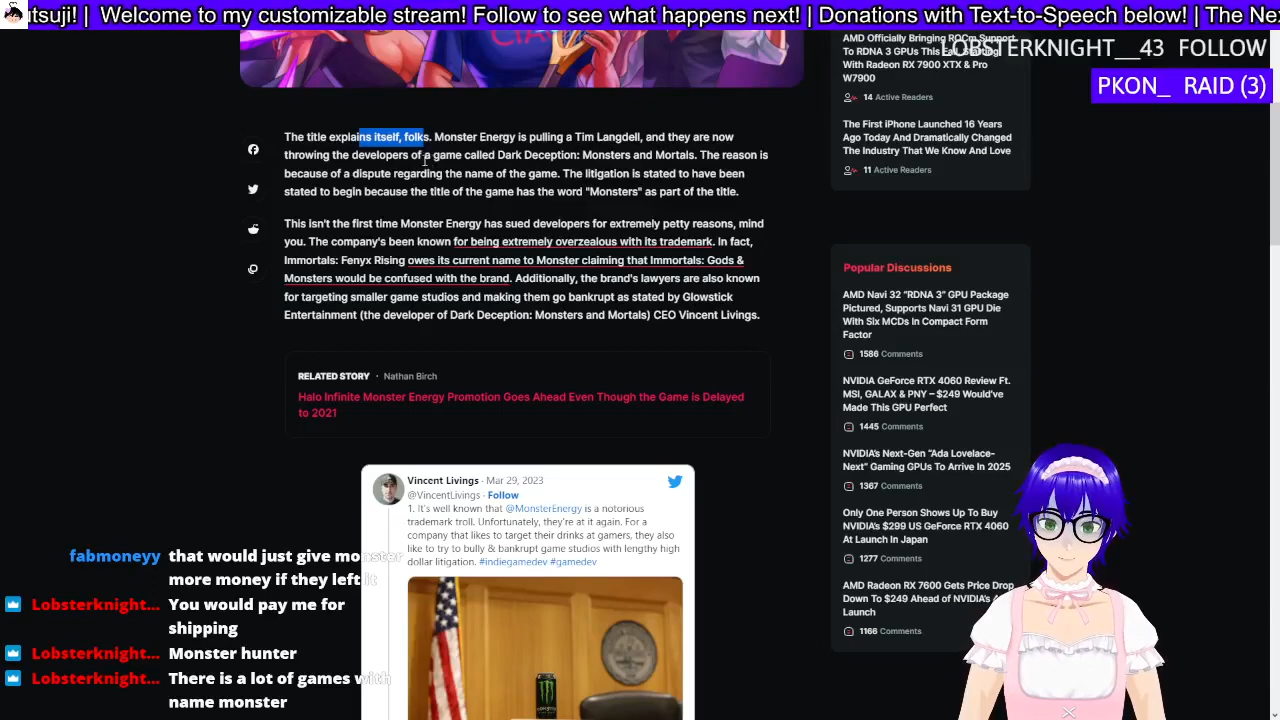 utsuji! | Welcome to my customizable stream! Follow to see what happens next! | Donations with Text-to-Speech below! | The Ne
LOBSTERKNIGHT__43 FOLLOW
PKON_ RAID (3)
The title explains itself, folks. Monster Energy is pulling a Tim Langdell, and they are now
throwing the developers of a game called Dark Deception: Monsters and Mortals. The reason is
because of a dispute regarding the name of the game. The litigation is stated to have been
stated to begin because the title of the game has the word "Monsters" as part of the title.
This isn't the first time Monster Energy has sued developers for extremely petty reasons, mind
you. The company's been known for being extremely overzealous with its trademark. In fact,
Immortals: Fenyx Rising owes its current name to Monster claiming that Immortals: Gods &
Monsters would be confused with the brand. Additionally, the brand's lawyers are also known
for targeting smaller game studios and making them go bankrupt as stated by Glowstick
Entertainment (the developer of Dark Deception: Monsters and Mortals) CEO Vincent Livings.
RELATED STORY • Nathan Birch
Halo Infinite Monster Energy Promotion Goes Ahead Even Though the Game is Delayed
to 2021
Vincent Livings · Mar 29, 2023
@VincentLivings · Follow
1. It's well known that @MonsterEnergy is a notorious
trademark troll. Unfortunately, they're at it again. For a
company that likes to target their drinks at gamers, they also
like to try to bully & bankrupt game studios with lengthy high
dollar litigation. #indiegamedev #gamedev
AMD Officially Bringing ROCm Support
To RDNA 3 GPUs This Fall, Starting
With Radeon RX 7900 XTX & Pro
W7900
14 Active Readers
The First iPhone Launched 16 Years
Ago Today And Dramatically Changed
The Industry That We Know And Love
11 Active Readers
Popular Discussions
AMD Navi 32 "RDNA 3" GPU Package
Pictured, Supports Navi 31 GPU Die
With Six MCDs In Compact Form
Factor
1586 Comments
NVIDIA GeForce RTX 4060 Review Ft.
MSI, GALAX & PNY – $249 Would've
Made This GPU Perfect
1445 Comments
NVIDIA's Next-Gen "Ada Lovelace-
Next" Gaming GPUs To Arrive In 2025
1367 Comments
Only One Person Shows Up To Buy
NVIDIA's $299 US GeForce RTX 4060
At Launch In Japan
1277 Comments
AMD Radeon RX 7600 Gets Price Drop
Down To $249 Ahead of NVIDIA's
Launch
1166 Comments
fabmoneyy that would just give monster
more money if they left it
Lobsterknight... You would pay me for
shipping
Lobsterknight... Monster hunter
Lobsterknight... There is a lot of games with
name monster